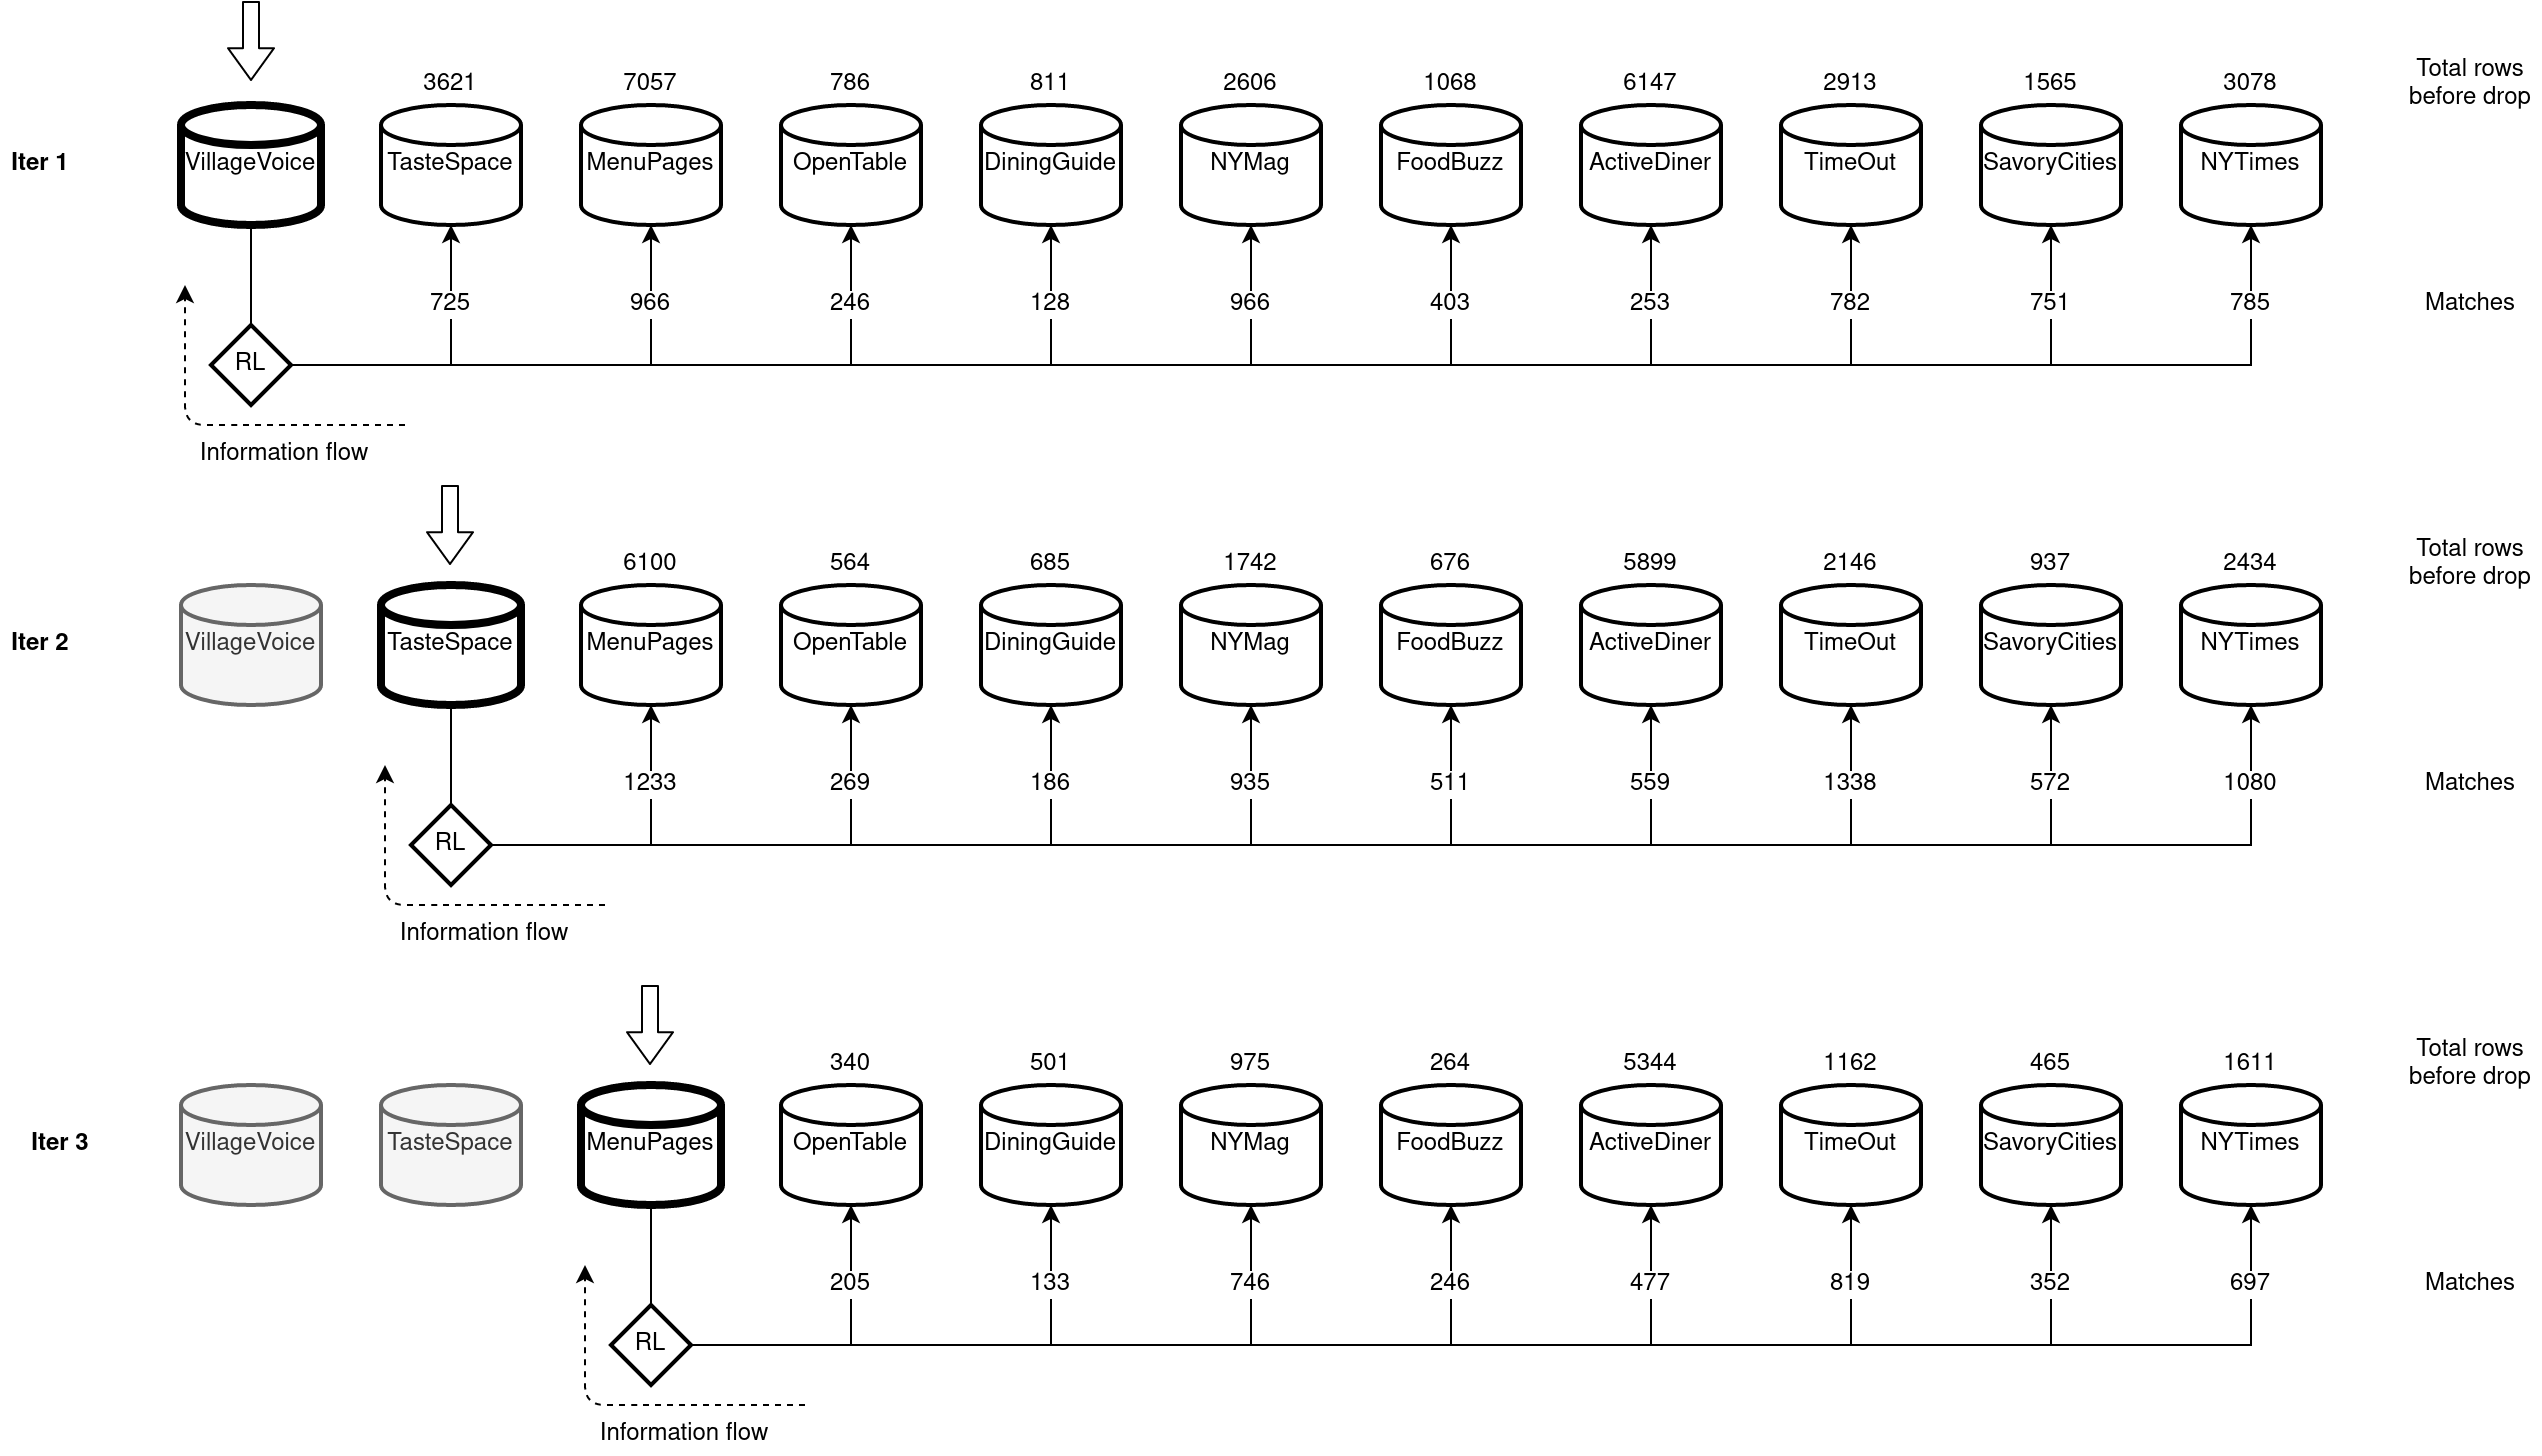 3621 7057 786 811 2606 1068 6147 2913 1565 3078 Total rows
before drop
Iter 1 VillageVoice TasteSpace MenuPages OpenTable DiningGuide NYMag FoodBuzz ActiveDiner TimeOut SavoryCities NYTimes
725 966 246 128 966 403 253 782 751 785 Matches
RL
Information flow
6100 564 685 1742 676 5899 2146 937 2434 Total rows
before drop
Iter 2 VillageVoice TasteSpace MenuPages OpenTable DiningGuide NYMag FoodBuzz ActiveDiner TimeOut SavoryCities NYTimes
1233 269 186 935 511 559 1338 572 1080 Matches
RL
Information flow
340 501 975 264 5344 1162 465 1611 Total rows
before drop
Iter 3 VillageVoice TasteSpace MenuPages OpenTable DiningGuide NYMag FoodBuzz ActiveDiner TimeOut SavoryCities NYTimes
205 133 746 246 477 819 352 697 Matches
RL
Information flow